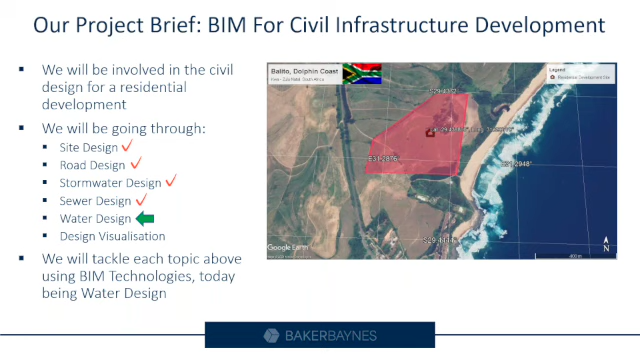 Our Project Brief: BIM For Civil Infrastructure Development
We will be involved in the civil
design for a residential
development
We will be going through:
Site Design
Road Design
Stormwater Design
Sewer Design
Water Design
Design Visualisation
We will tackle each topic above
using BIM Technologies, today
being Water Design
Balito, Dolphin Coast
Legend
Residential Development Site
Google Earth
N
BAKERBAYNES